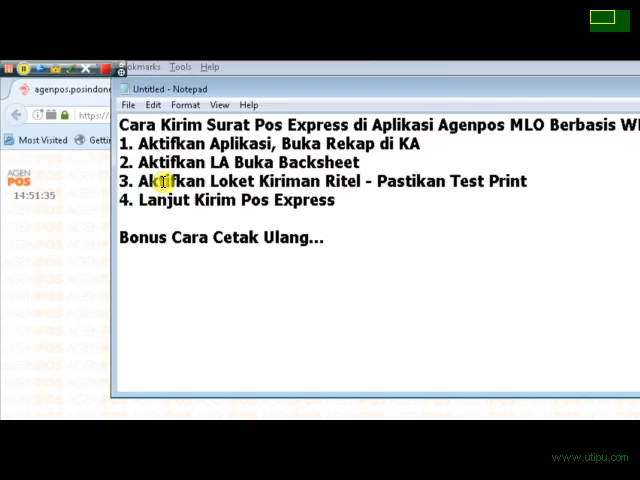 okmarks Tools Help
agenpos.posindone
Untitled - Notepad
File Edit Format View Help
https:/
Most Visited
Cara Kirim Surat Pos Express di Aplikasi Agenpos MLO Berbasis
1. Aktifkan Aplikasi, Buka Rekap di KA
2. Aktifkan LA Buka Backsheet
3. Aktifkan Loket Kiriman Ritel - Pastikan Test Print
4. Lanjut Kirim Pos Express
Bonus Cara Cetak Ulang...
AGEN
POS
14:51:35
www.utipu.com